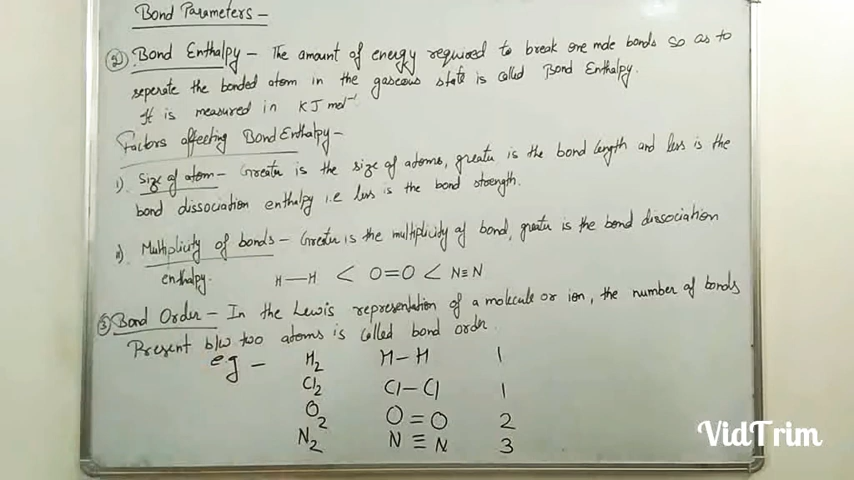 Bond Parameters –
② Bond Enthalpy – The amount of energy required to break one mole bonds so as to
seperate the bonded atom in the gaseous state is called Bond Enthalpy.
It is measured in KJ mol⁻¹
Factors affecting Bond Enthalpy –
i) Size of atom – Greater is the size of atoms, greater is the bond length and less is the
bond dissociation enthalpy i.e less is the bond strength.
ii) Multiplicity of bonds – Greater is the multiplicity of bond, greater is the bond dissociation
enthalpy. H—H < O=O < N≡N
③ Bond Order – In the Lewis representation of a molecule or ion, the number of bonds
Present b/w two atoms is called bond order.
eg – H₂ H–H 1
Cl₂ Cl–Cl 1
O₂ O=O 2
N₂ N≡N 3
VidTrim